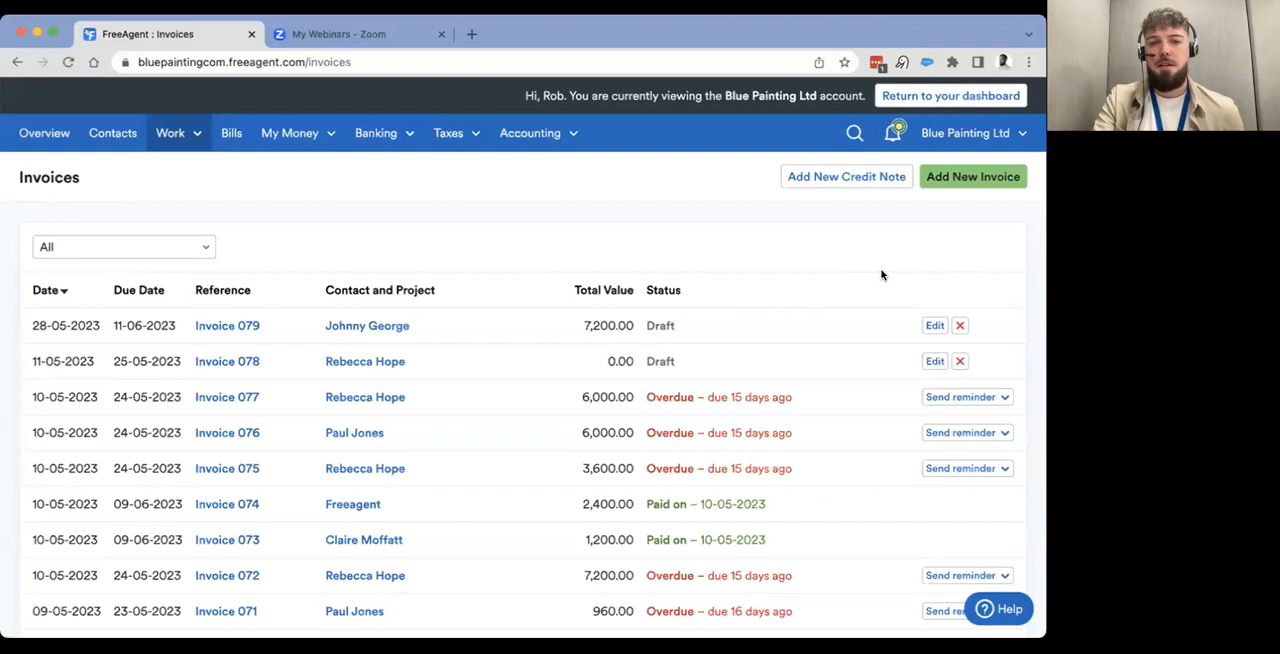 FreeAgent : Invoices
My Webinars - Zoom
bluepaintingcom.freeagent.com/invoices
1
Hi, Rob. You are currently viewing the Blue Painting Ltd account. Return to your dashboard
Overview Contacts Work Bills My Money Banking Taxes Accounting Blue Painting Ltd
Invoices Add New Credit Note Add New Invoice
All
Date Due Date Reference Contact and Project Total Value Status
28-05-2023 11-06-2023 Invoice 079 Johnny George 7,200.00 Draft Edit
11-05-2023 25-05-2023 Invoice 078 Rebecca Hope 0.00 Draft Edit
10-05-2023 24-05-2023 Invoice 077 Rebecca Hope 6,000.00 Overdue – due 15 days ago Send reminder
10-05-2023 24-05-2023 Invoice 076 Paul Jones 6,000.00 Overdue – due 15 days ago Send reminder
10-05-2023 24-05-2023 Invoice 075 Rebecca Hope 3,600.00 Overdue – due 15 days ago Send reminder
10-05-2023 09-06-2023 Invoice 074 Freeagent 2,400.00 Paid on – 10-05-2023
10-05-2023 09-06-2023 Invoice 073 Claire Moffatt 1,200.00 Paid on – 10-05-2023
10-05-2023 24-05-2023 Invoice 072 Rebecca Hope 7,200.00 Overdue – due 15 days ago Send reminder
09-05-2023 23-05-2023 Invoice 071 Paul Jones 960.00 Overdue – due 16 days ago Send re
Help